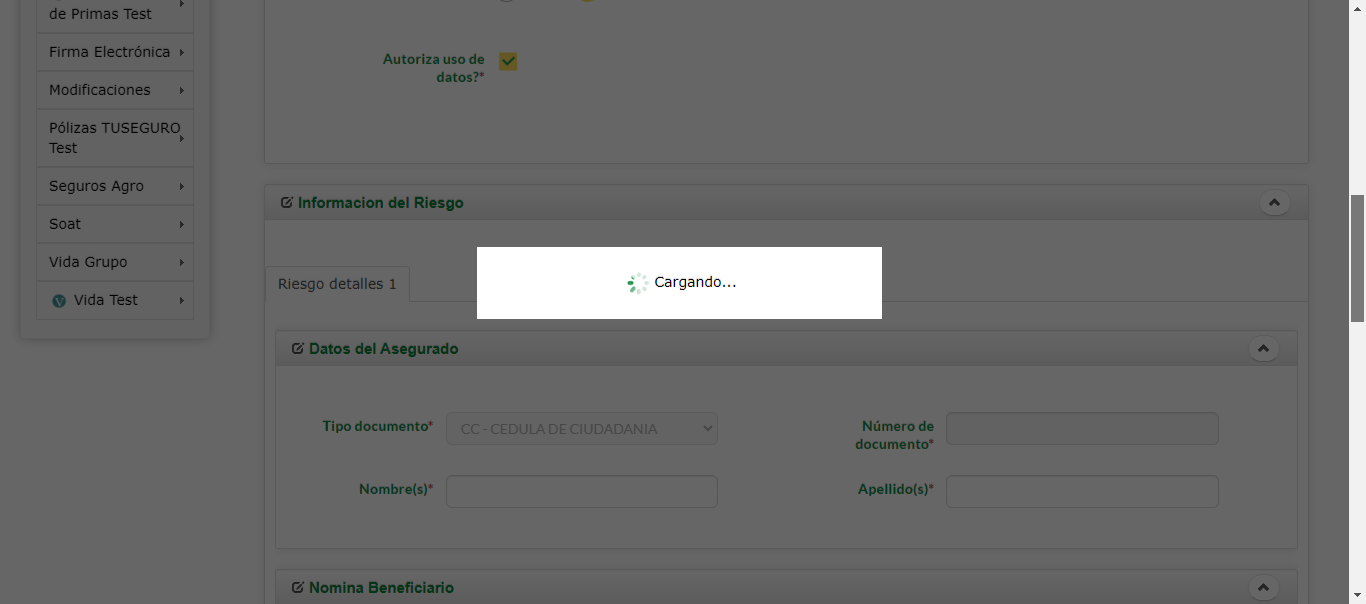 de Primas Test
Firma Electrónica
Modificaciones
Pólizas TUSEGURO
Test
Seguros Agro
Soat
Vida Grupo
V Vida Test
Autoriza uso de
datos?*
Informacion del Riesgo
Riesgo detalles 1
Cargando...
Datos del Asegurado
Tipo documento*
CC - CEDULA DE CIUDADANIA
Número de
documento*
Nombre(s)*
Apellido(s)*
Nomina Beneficiario